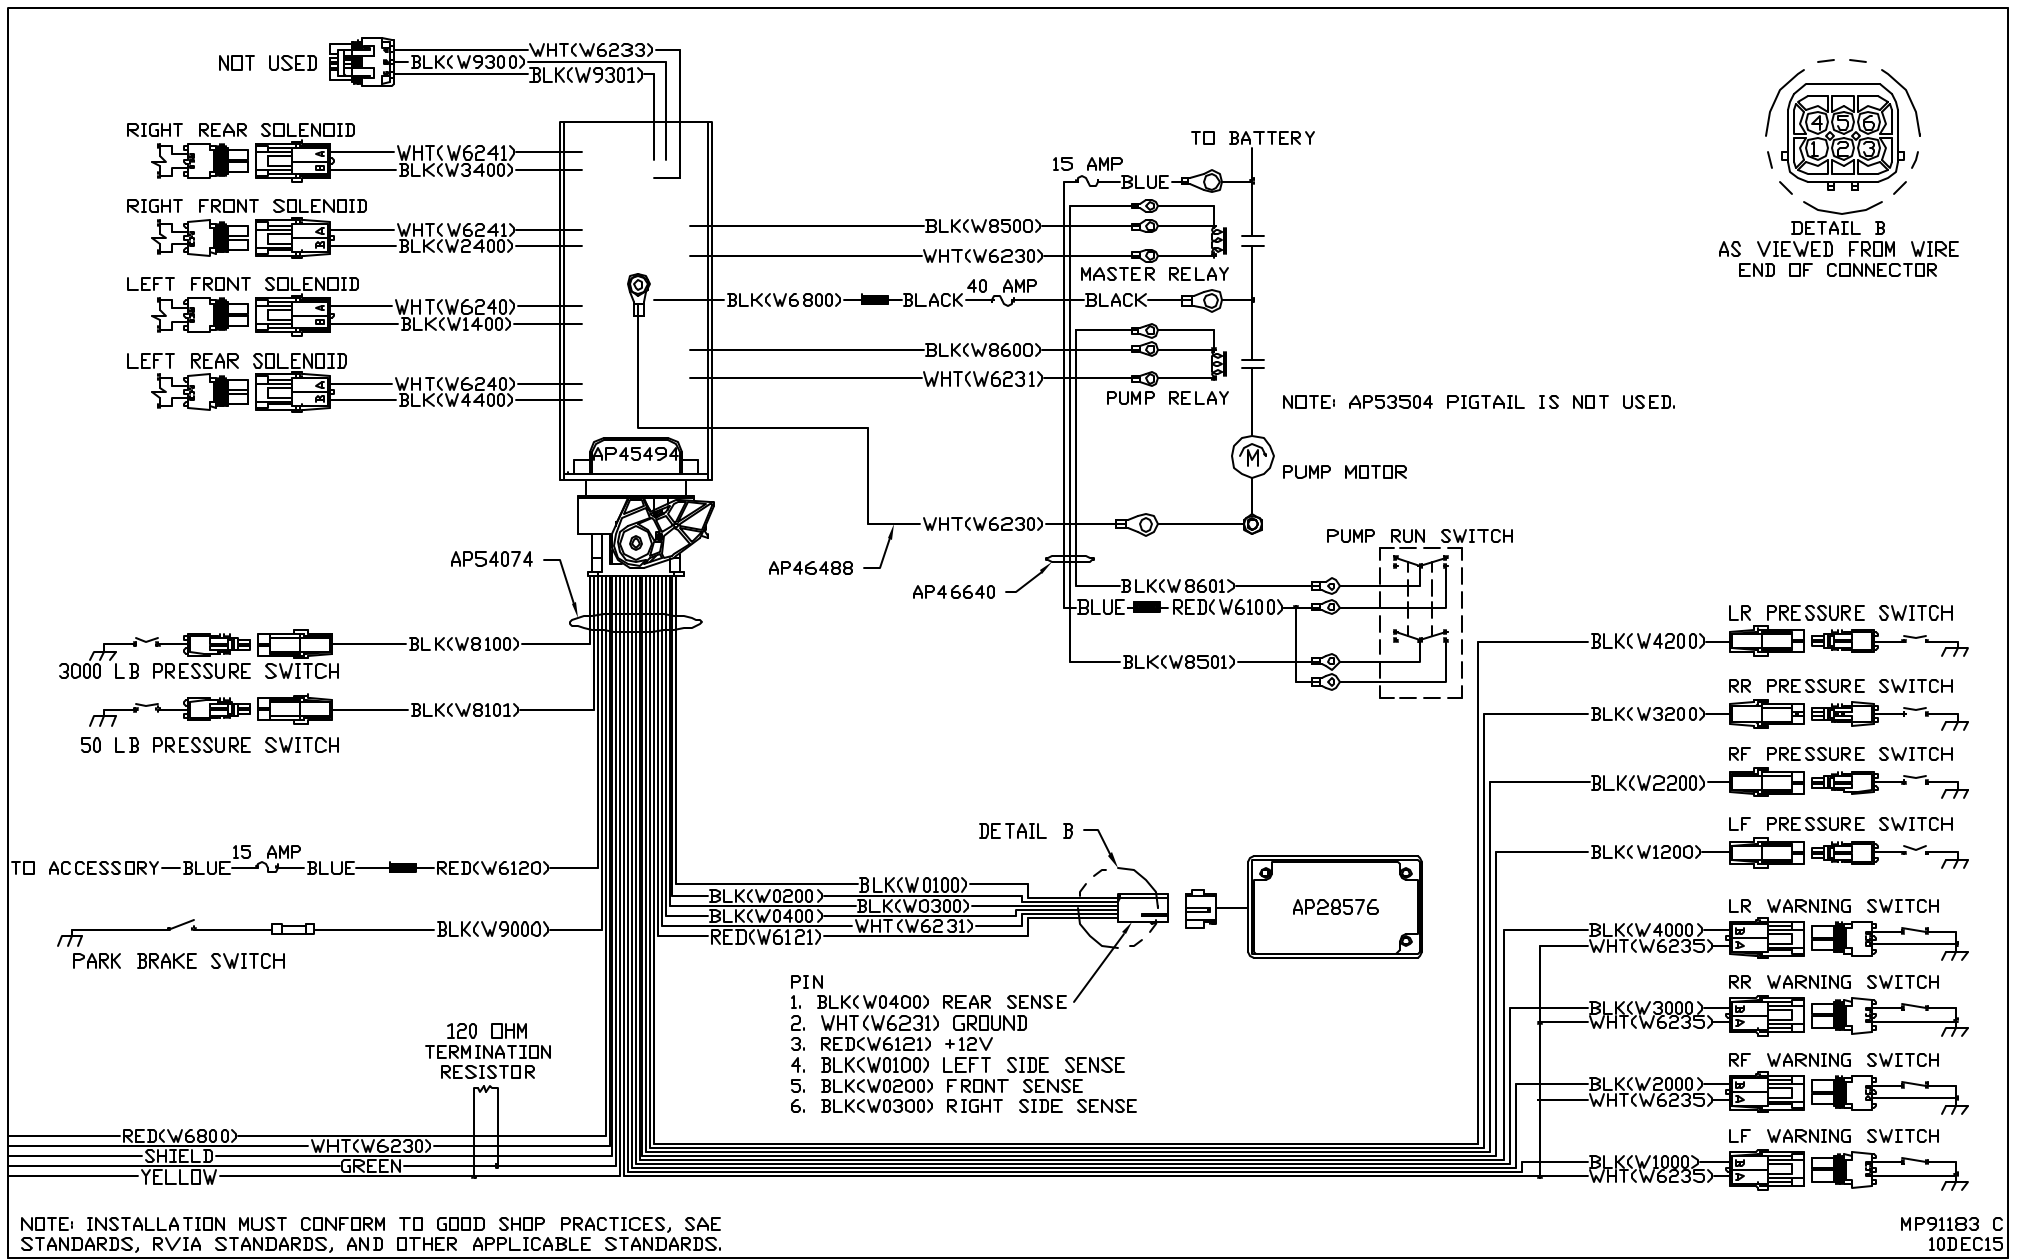 NOT USED
WHT(W6233)
BLK(W9300)
BLK(W9301)
RIGHT REAR SOLENOID
WHT(W6241)
BLK(W3400)
A
B
RIGHT FRONT SOLENOID
WHT(W6241)
BLK(W2400)
A
B
LEFT FRONT SOLENOID
WHT(W6240)
BLK(W1400)
A
B
LEFT REAR SOLENOID
WHT(W6240)
BLK(W4400)
A
B
AP45494
TO BATTERY
15 AMP
BLUE
BLK(W8500)
WHT(W6230)
MASTER RELAY
BLK(W6800)
BLACK
40 AMP
BLACK
BLK(W8600)
WHT(W6231)
PUMP RELAY
NOTE: AP53504 PIGTAIL IS NOT USED.
M
PUMP MOTOR
WHT(W6230)
4 5 6
1 2 3
DETAIL B
AS VIEWED FROM WIRE
END OF CONNECTOR
AP54074
AP46488
AP46640
PUMP RUN SWITCH
BLK(W8601)
BLUE
RED(W6100)
BLK(W8501)
BLK(W8100)
3000 LB PRESSURE SWITCH
BLK(W8101)
50 LB PRESSURE SWITCH
TO ACCESSORY
BLUE
15 AMP
BLUE
RED(W6120)
BLK(W9000)
PARK BRAKE SWITCH
120 OHM
TERMINATION
RESISTOR
RED(W6800)
WHT(W6230)
SHIELD
GREEN
YELLOW
DETAIL B
BLK(W0100)
BLK(W0200)
BLK(W0300)
BLK(W0400)
WHT(W6231)
RED(W6121)
AP28576
PIN
1. BLK(W0400) REAR SENSE
2. WHT(W6231) GROUND
3. RED(W6121) +12V
4. BLK(W0100) LEFT SIDE SENSE
5. BLK(W0200) FRONT SENSE
6. BLK(W0300) RIGHT SIDE SENSE
LR PRESSURE SWITCH
BLK(W4200)
RR PRESSURE SWITCH
BLK(W3200)
RF PRESSURE SWITCH
BLK(W2200)
LF PRESSURE SWITCH
BLK(W1200)
LR WARNING SWITCH
BLK(W4000)
WHT(W6235)
B
A
RR WARNING SWITCH
BLK(W3000)
WHT(W6235)
B
A
RF WARNING SWITCH
BLK(W2000)
WHT(W6235)
B
A
LF WARNING SWITCH
BLK(W1000)
WHT(W6235)
B
A
NOTE: INSTALLATION MUST CONFORM TO GOOD SHOP PRACTICES, SAE
STANDARDS, RVIA STANDARDS, AND OTHER APPLICABLE STANDARDS.
MP91183 C
10DEC15